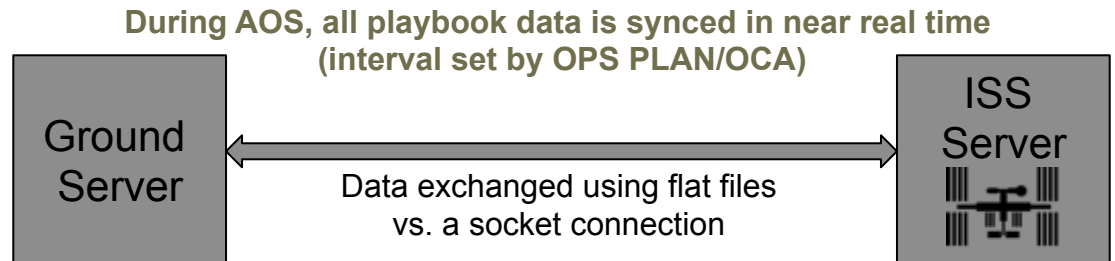 During AOS, all playbook data is synced in near real time
(interval set by OPS PLAN/OCA)
Ground
Server
Data exchanged using flat files
vs. a socket connection
ISS
Server